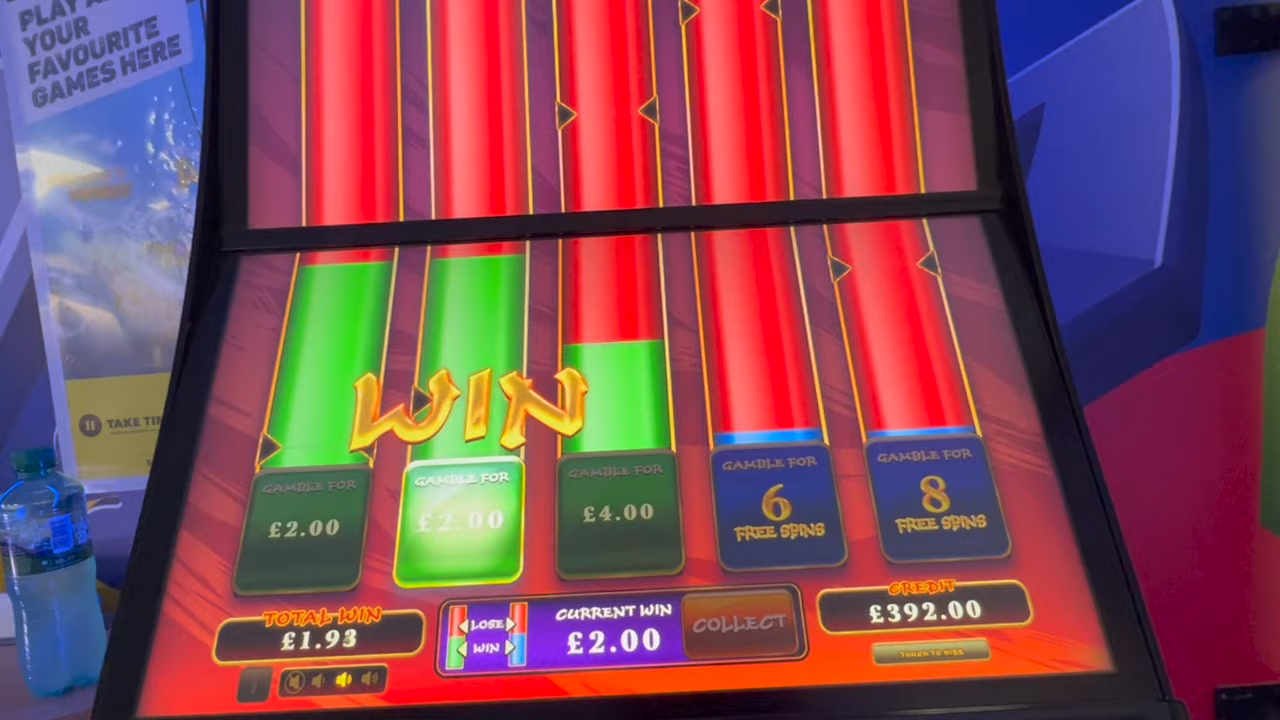 PLAY A
YOUR
FAVOURITE
GAMES HERE
TAKE TI
WIN
GAMBLE FOR
£2.00
GAMBLE FOR
£2.00
GAMBLE FOR
£4.00
GAMBLE FOR
6
FREE SPINS
GAMBLE FOR
8
FREE SPINS
TOTAL WIN
£1.93
LOSE
WIN
CURRENT WIN
£2.00
COLLECT
CREDIT
£392.00
TOUCH TO HIDE